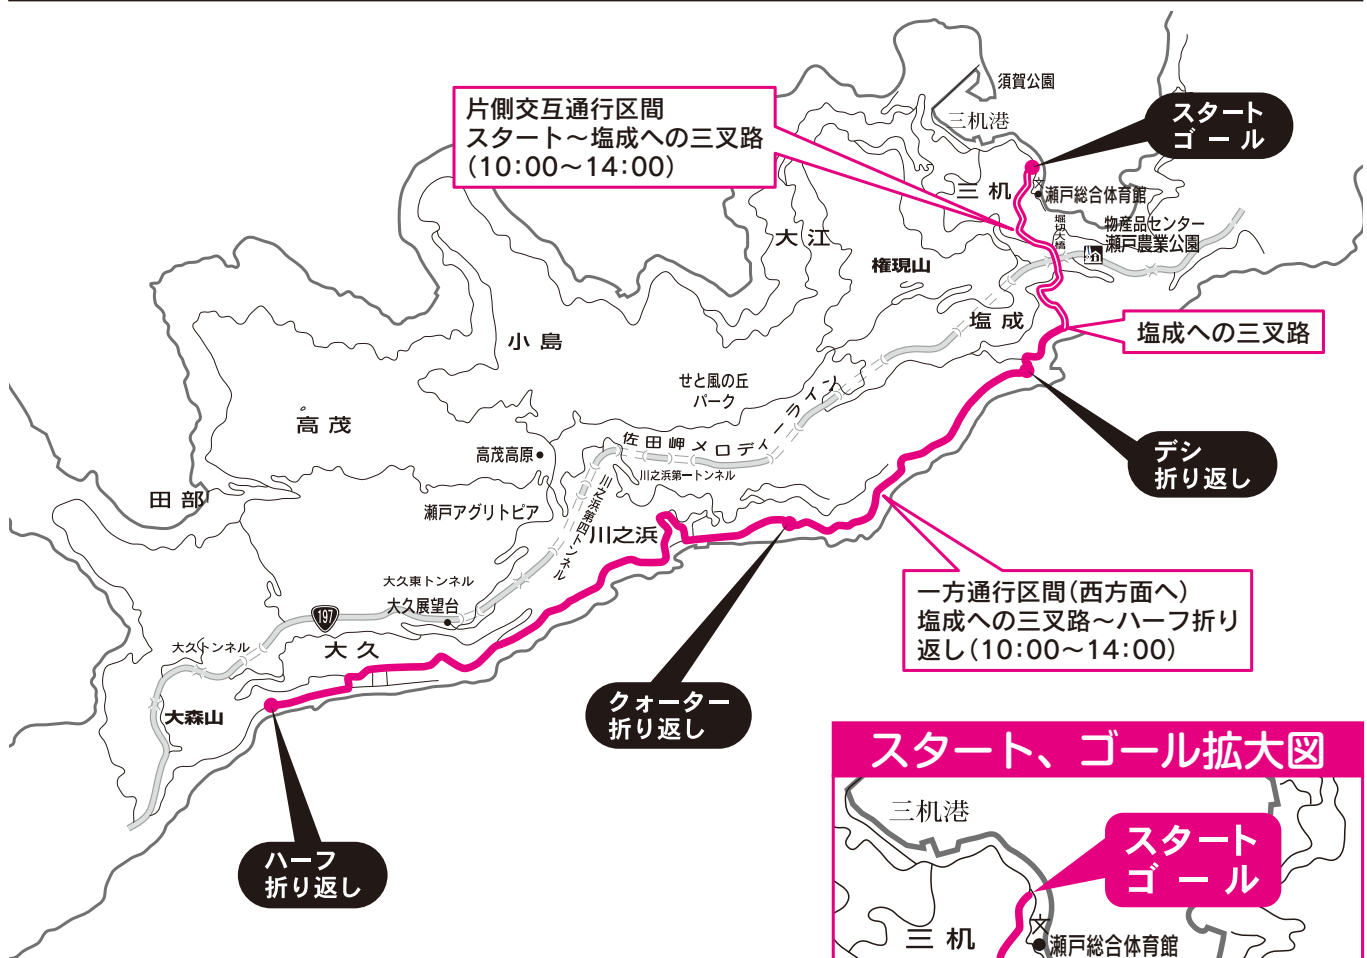 片側交互通行区間
スタート～塩成への三叉路
(10:00～14:00)
須賀公園
三机港
スタート
ゴール
三机
文
瀬戸総合体育館
堀切大橋
物産品センター
瀬戸農業公園
大江
権現山
塩成
塩成への三叉路
小島
せと風の丘
パーク
佐田岬メロディーライン
高茂
高茂高原
川之浜第一トンネル
デシ
折り返し
田部
瀬戸アグリトピア
川之浜第四トンネル
川之浜
大久東トンネル
大久展望台
197
一方通行区間(西方面へ)
塩成への三叉路～ハーフ折り
返し(10:00～14:00)
大久トンネル
大久
大森山
クォーター
折り返し
ハーフ
折り返し
スタート、ゴール拡大図
三机港
スタート
ゴール
三机
文
瀬戸総合体育館